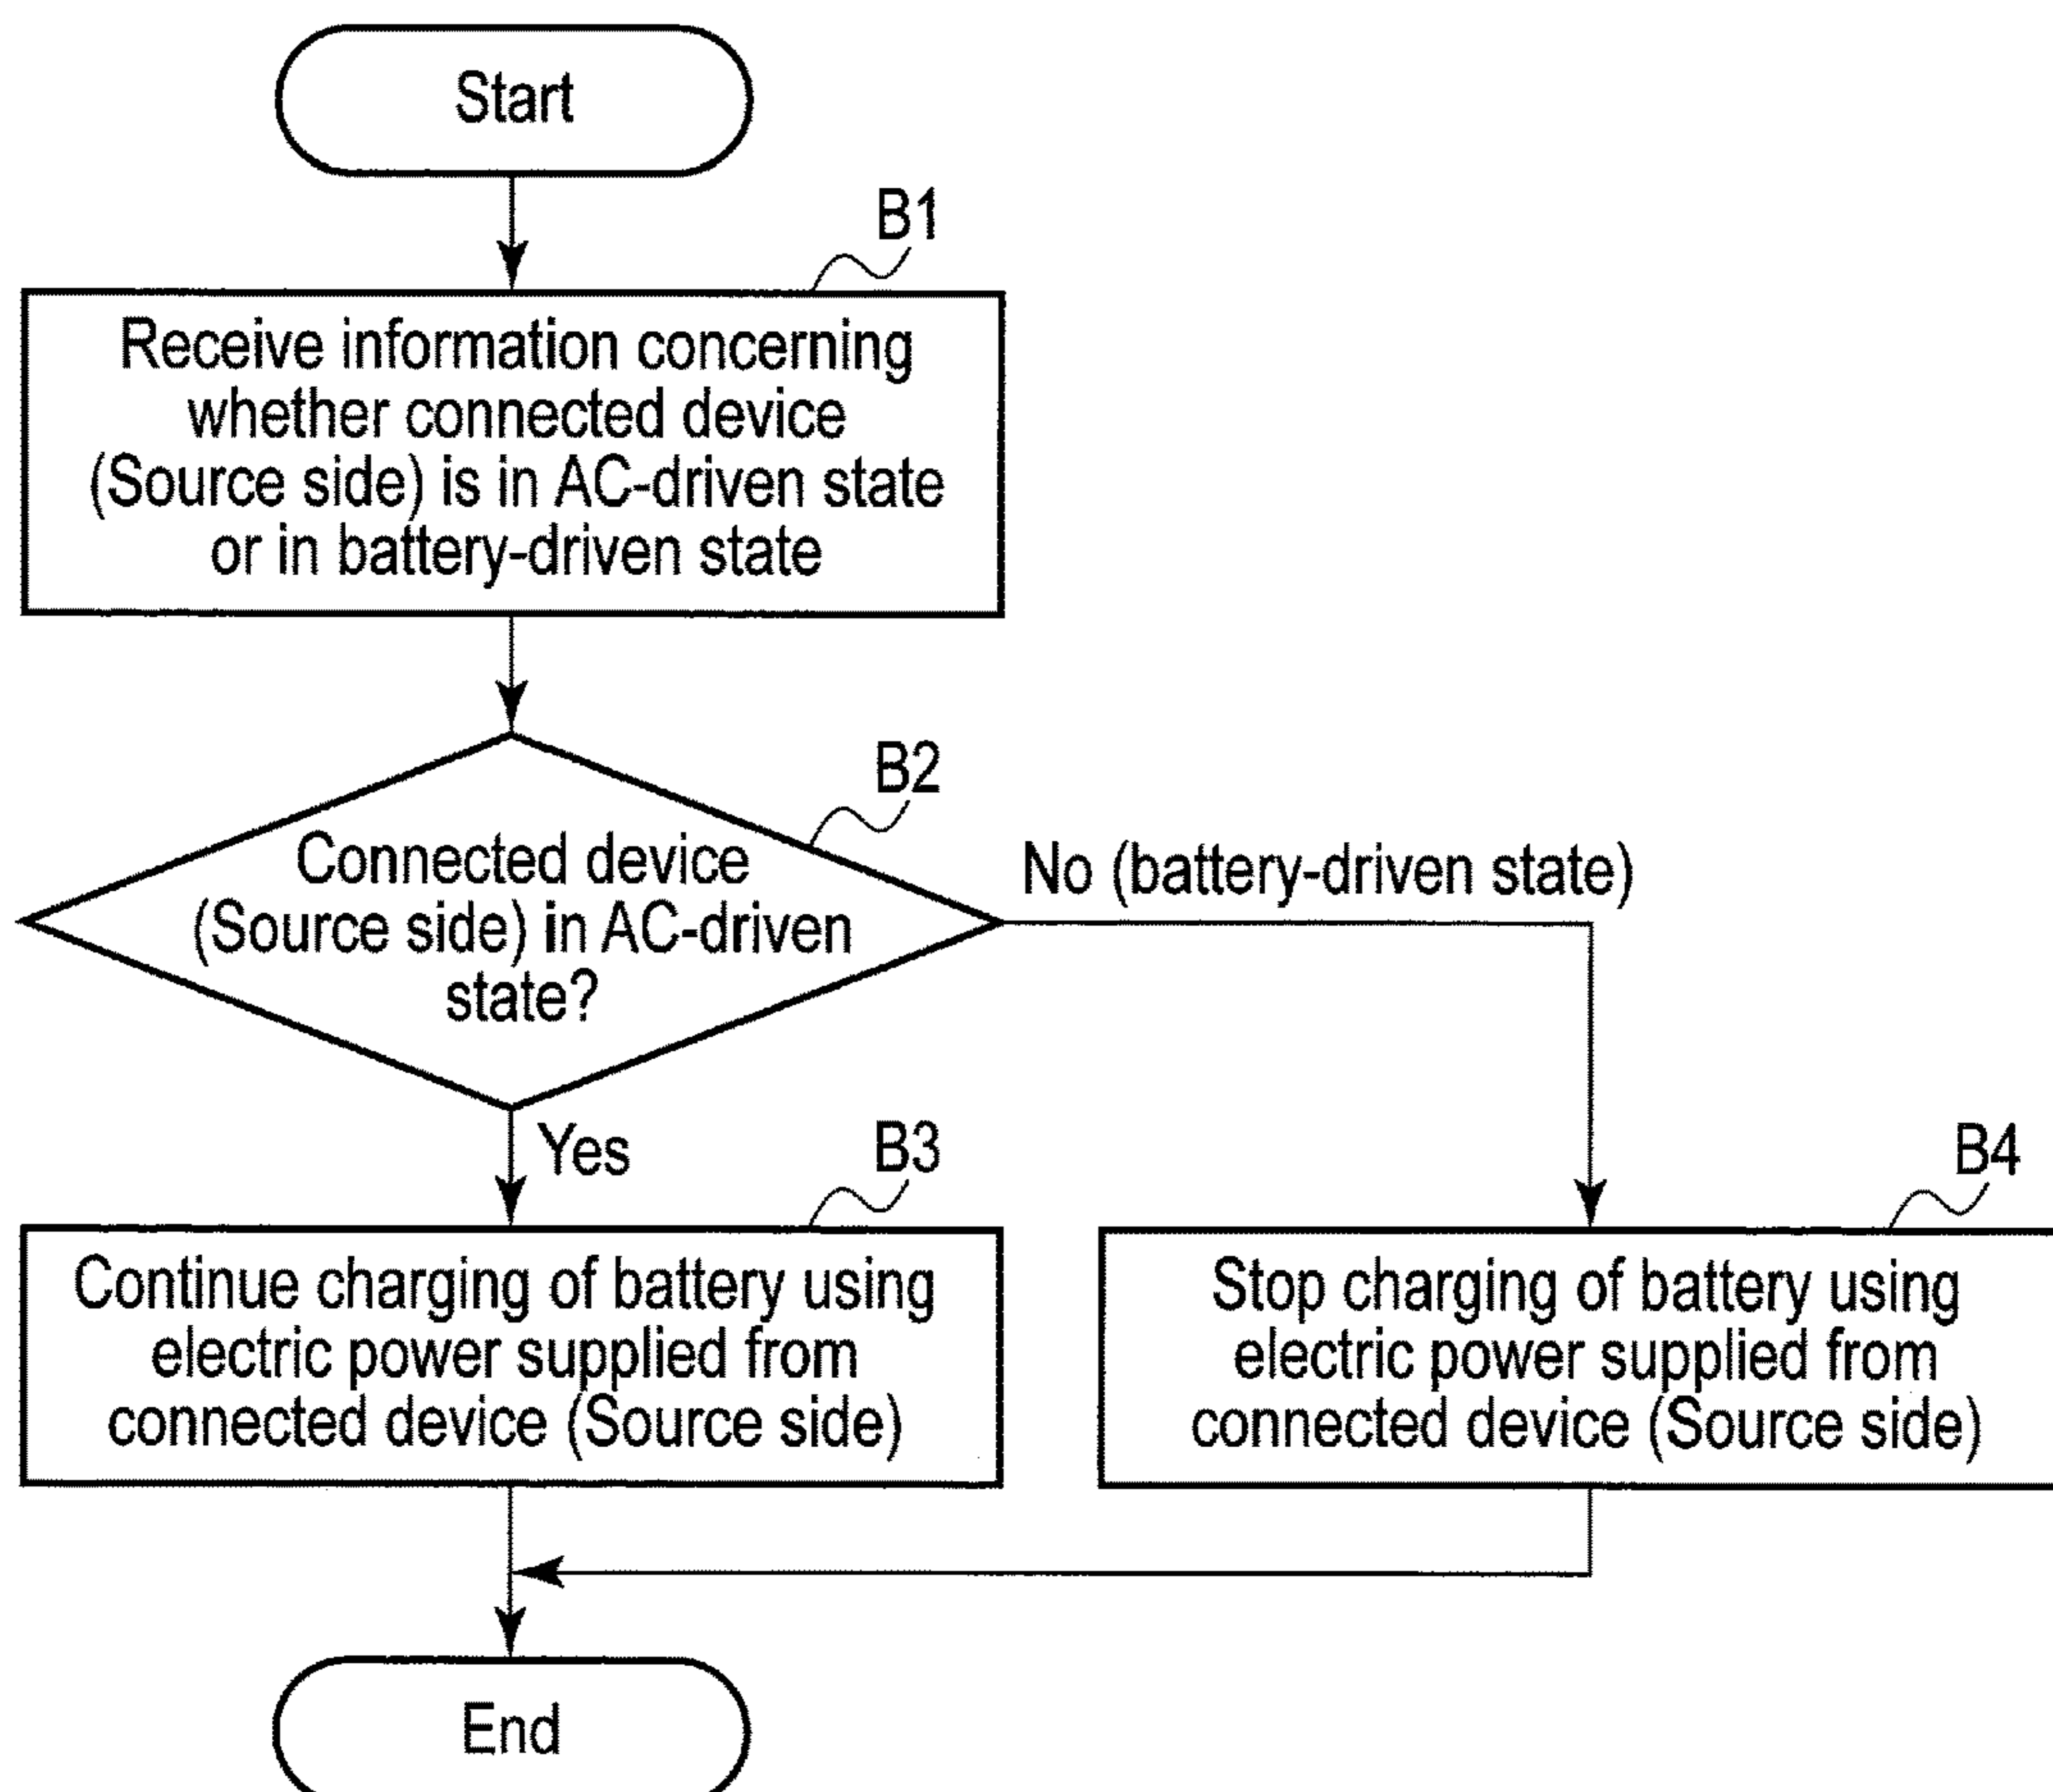 Start
B1
Receive information concerning
whether connected device
(Source side) is in AC-driven state
or in battery-driven state
B2
Connected device
(Source side) in AC-driven
state?
No (battery-driven state)
Yes
B3
Continue charging of battery using
electric power supplied from
connected device (Source side)
B4
Stop charging of battery using
electric power supplied from
connected device (Source side)
End